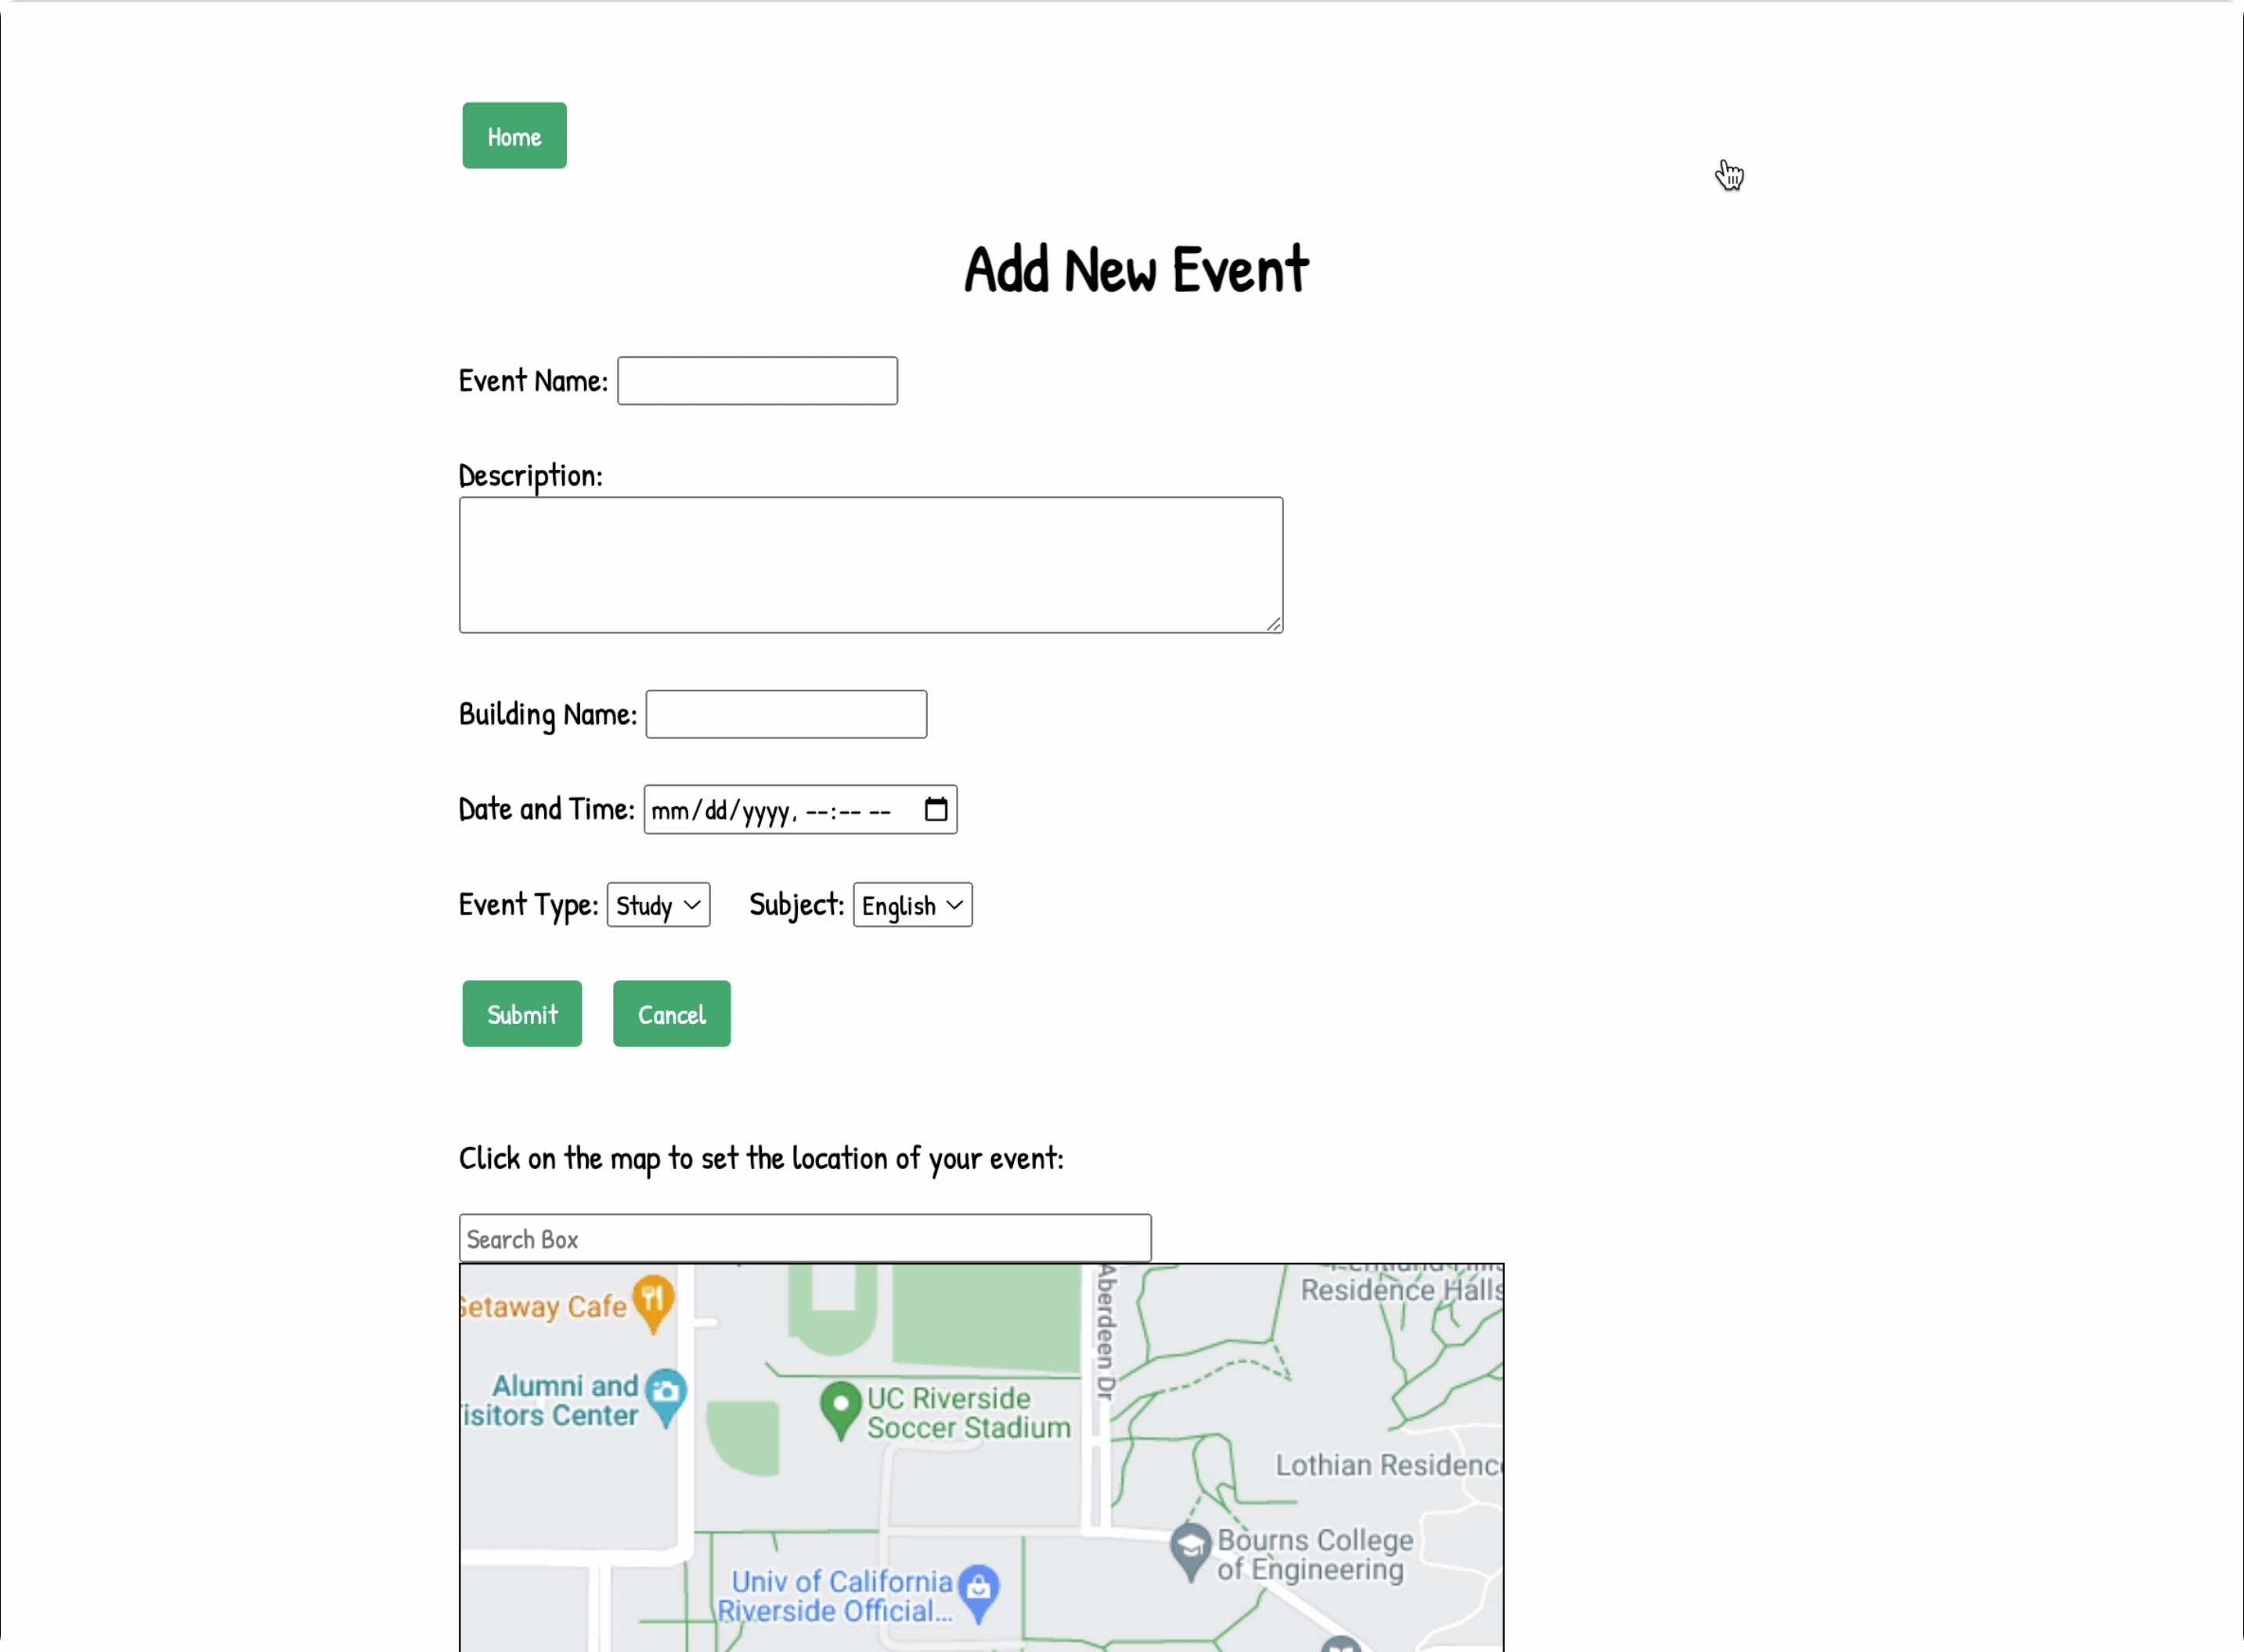 Home
Add New Event
Event Name:
Description:
Building Name:
Date and Time: mm/dd/yyyy, --:-- --
Event Type: Study Subject: English
Submit Cancel
Click on the map to set the location of your event:
Search Box
Getaway Cafe
Aberdeen Dr
Residence Halls
Alumni and
Visitors Center
UC Riverside
Soccer Stadium
Lothian Residence
Bourns College
of Engineering
Univ of California
Riverside Official...